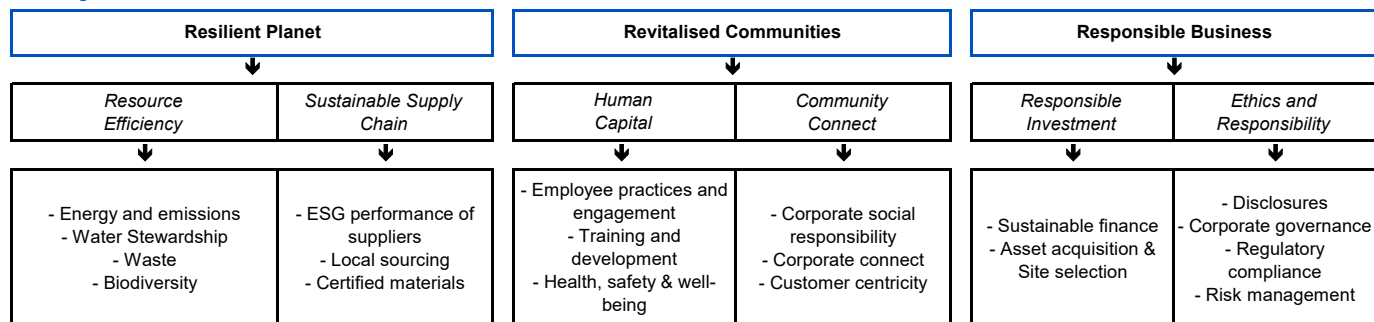 Resilient Planet
Revitalised Communities
Responsible Business
Resource
Efficiency
Sustainable Supply
Chain
Human
Capital
Community
Connect
Responsible
Investment
Ethics and
Responsibility
- Energy and emissions
- Water Stewardship
- Waste
- Biodiversity
- ESG performance of
suppliers
- Local sourcing
- Certified materials
- Employee practices and
engagement
- Training and
development
- Health, safety & well-
being
- Corporate social
responsibility
- Corporate connect
- Customer centricity
- Sustainable finance
- Asset acquisition &
Site selection
- Disclosures
- Corporate governance
- Regulatory
compliance
- Risk management